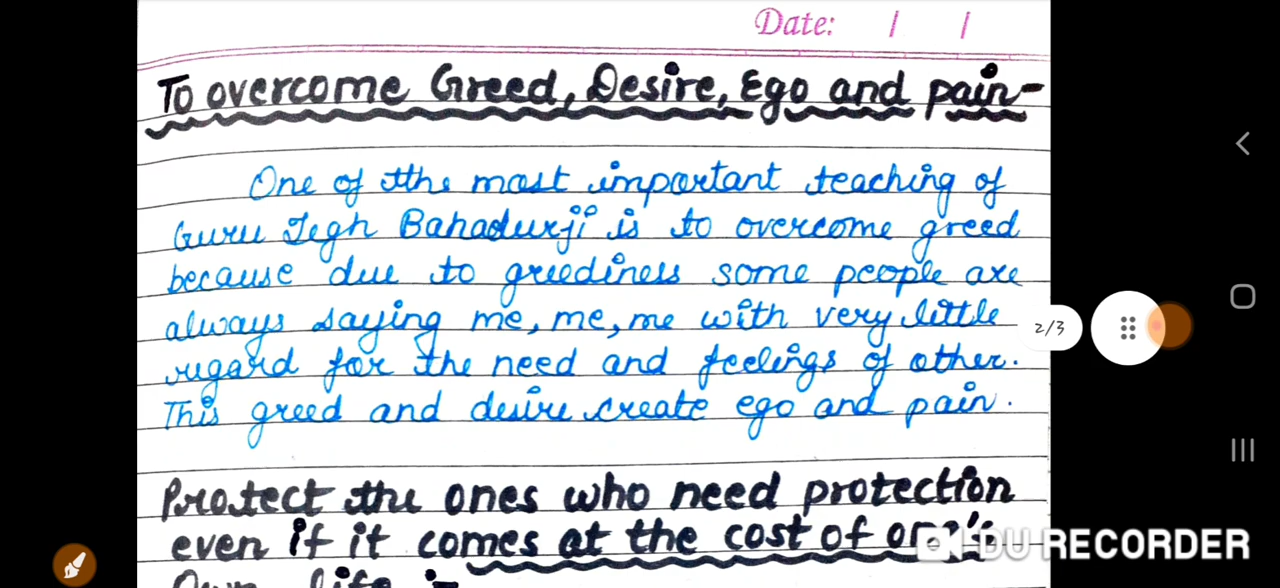 Date: / /
To overcome Greed, Desire, Ego and pain-
One of the most important teaching of
Guru Tegh Bahadurji is to overcome greed
because due to greediness some people are
always saying me, me, me with very little
2/3
regard for the need and feelings of other.
This greed and desire create ego and pain.
Protect the ones who need protection
even if it comes at the cost of one's
DU RECORDER
Own life :-